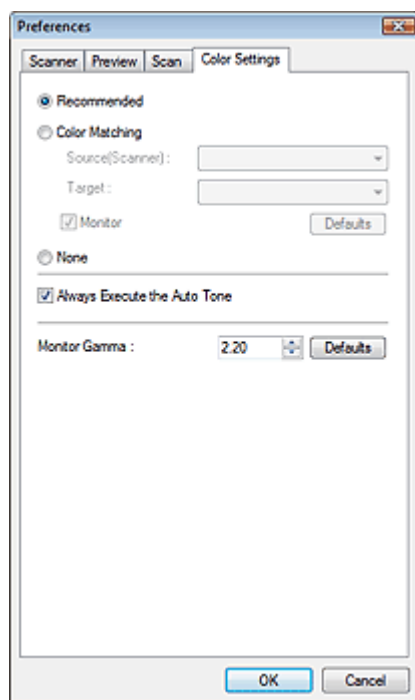 Preferences
Scanner Preview Scan Color Settings
Recommended
Color Matching
Source(Scanner) :
Target :
Monitor Defaults
None
Always Execute the Auto Tone
Monitor Gamma : 2.20 Defaults
OK Cancel